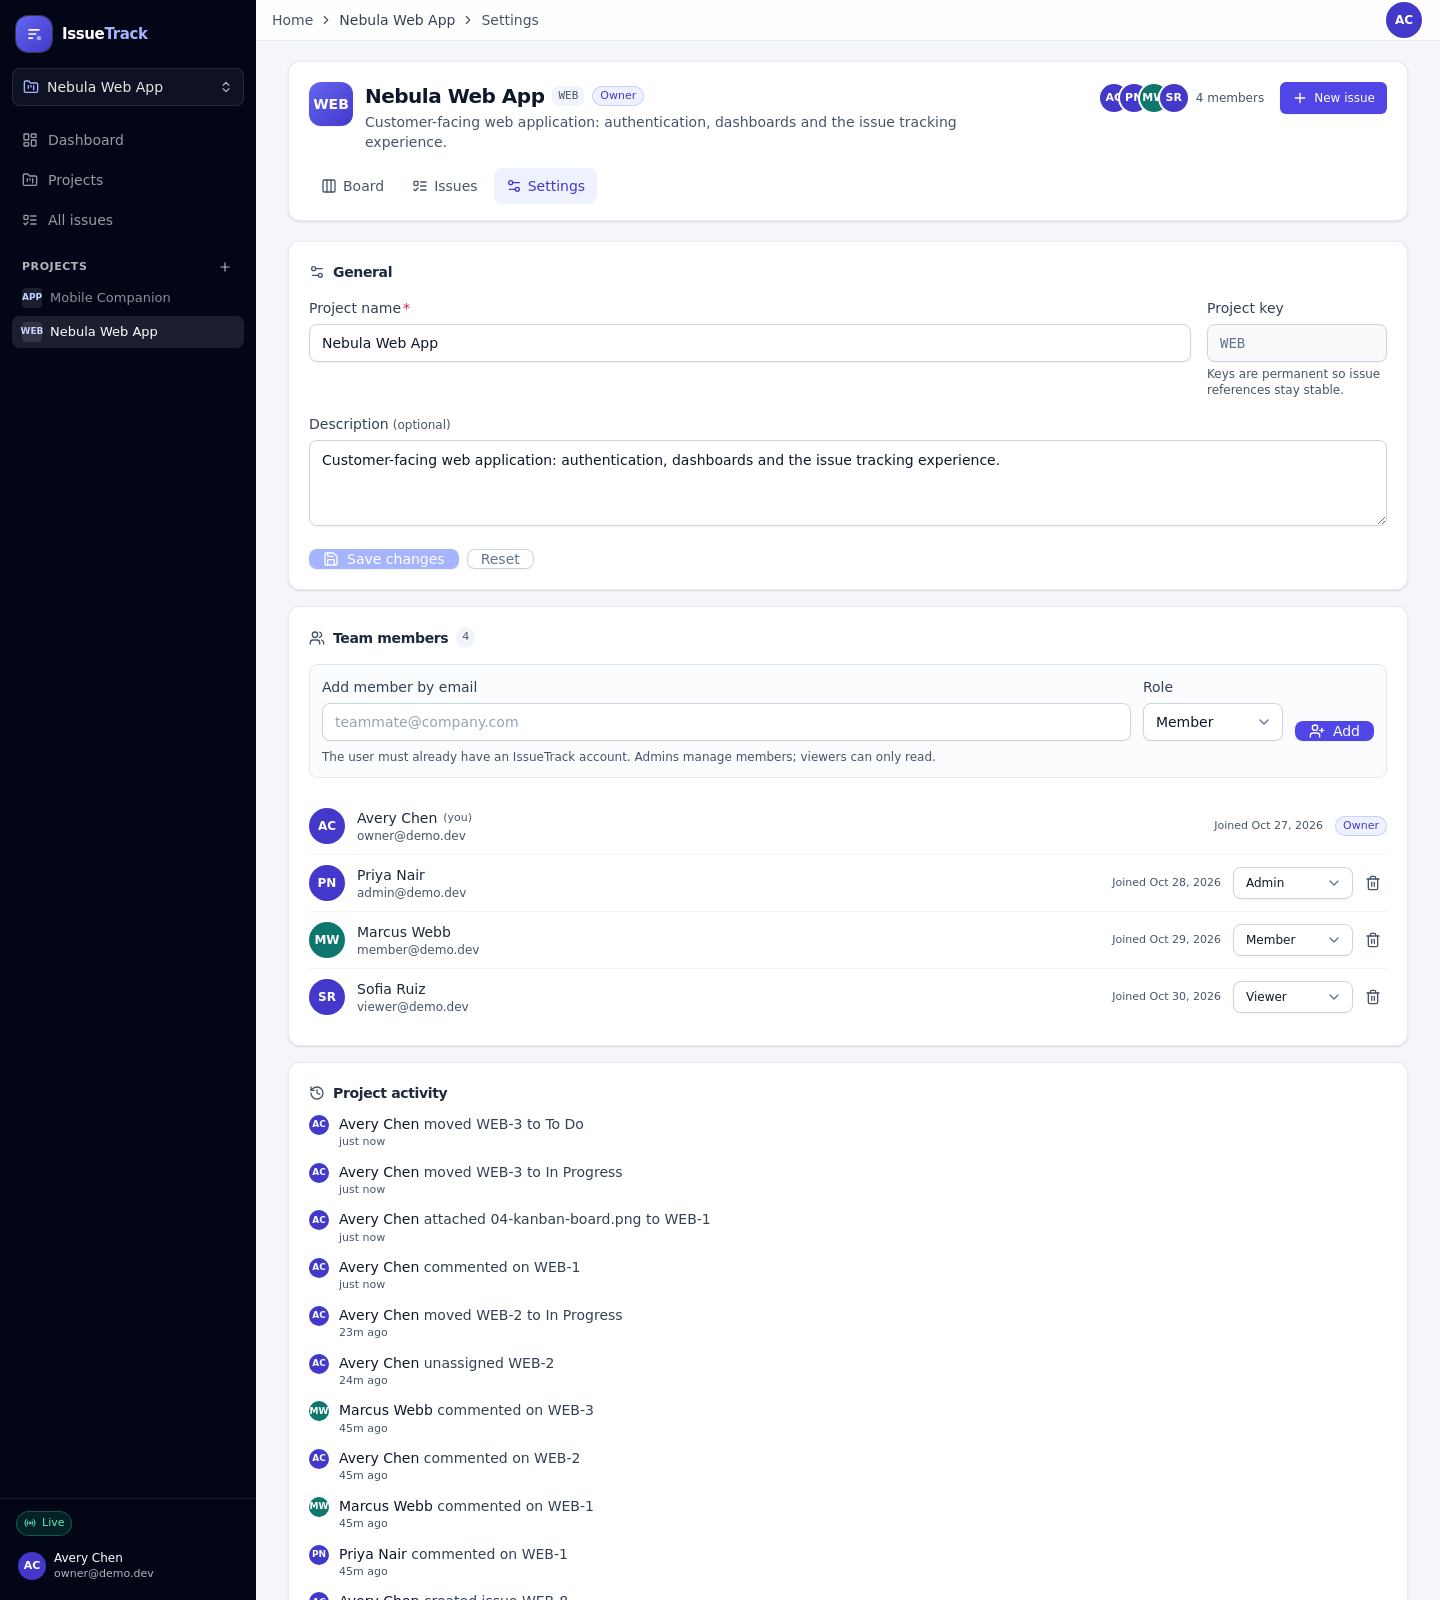 IssueTrack
Nebula Web App
Dashboard
Projects
All issues
PROJECTS
APP Mobile Companion
WEB Nebula Web App
Live
AC Avery Chen
owner@demo.dev
Home > Nebula Web App > Settings
AC
WEB Nebula Web App WEB Owner
Customer-facing web application: authentication, dashboards and the issue tracking
experience.
SR 4 members
New issue
Board Issues Settings
General
Project name*
Nebula Web App
Project key
WEB
Keys are permanent so issue
references stay stable.
Description (optional)
Customer-facing web application: authentication, dashboards and the issue tracking experience.
Save changes Reset
Team members 4
Add member by email
teammate@company.com
Role
Member
Add
The user must already have an IssueTrack account. Admins manage members; viewers can only read.
AC Avery Chen (you)
owner@demo.dev
Joined Oct 27, 2026 Owner
PN Priya Nair
admin@demo.dev
Joined Oct 28, 2026 Admin
MW Marcus Webb
member@demo.dev
Joined Oct 29, 2026 Member
SR Sofia Ruiz
viewer@demo.dev
Joined Oct 30, 2026 Viewer
Project activity
AC Avery Chen moved WEB-3 to To Do
just now
AC Avery Chen moved WEB-3 to In Progress
just now
AC Avery Chen attached 04-kanban-board.png to WEB-1
just now
AC Avery Chen commented on WEB-1
just now
AC Avery Chen moved WEB-2 to In Progress
23m ago
AC Avery Chen unassigned WEB-2
24m ago
MW Marcus Webb commented on WEB-3
45m ago
AC Avery Chen commented on WEB-2
45m ago
MW Marcus Webb commented on WEB-1
45m ago
PN Priya Nair commented on WEB-1
45m ago
Avery Chen created issue WEB-8